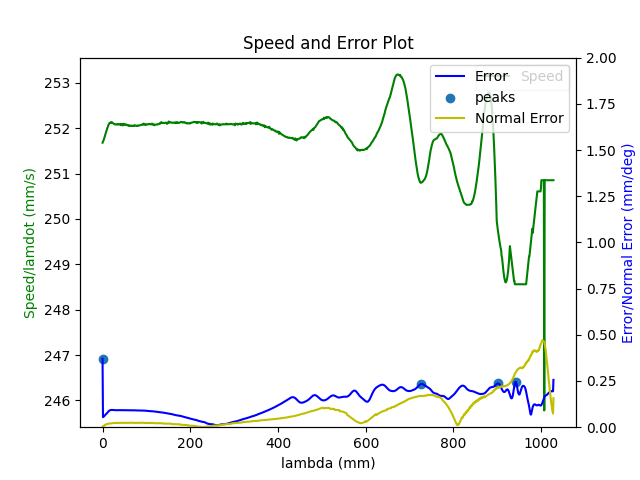 Speed and Error Plot
Speed/lamdot (mm/s)
253
252
251
250
249
248
247
246
Error
peaks
Normal Error
Speed
2.00
1.75
1.50
1.25
1.00
0.75
0.50
0.25
0.00
Error/Normal Error (mm/deg)
0
200
400
600
800
1000
lambda (mm)